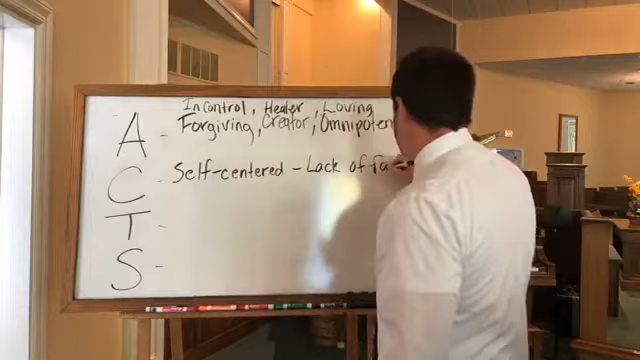 In control, Healer, Loving
A - Forgiving, Creator, Omnipoten
C - Self-centered - Lack of fa
T -
S -